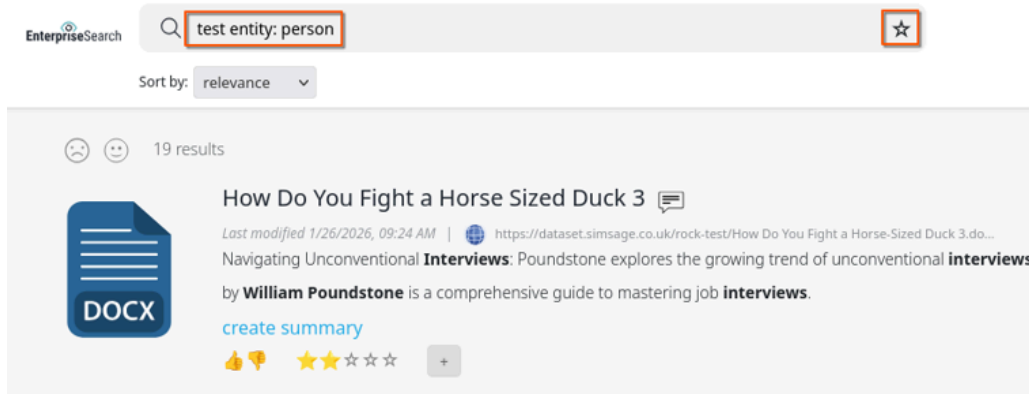 EnterpriseSearch
test entity: person
Sort by: relevance
19 results
How Do You Fight a Horse Sized Duck 3
Last modified 1/26/2026, 09:24 AM | https://dataset.simsage.co.uk/rock-test/How Do You Fight a Horse-Sized Duck 3.do...
Navigating Unconventional Interviews: Poundstone explores the growing trend of unconventional interviews
by William Poundstone is a comprehensive guide to mastering job interviews.
DOCX
create summary
+